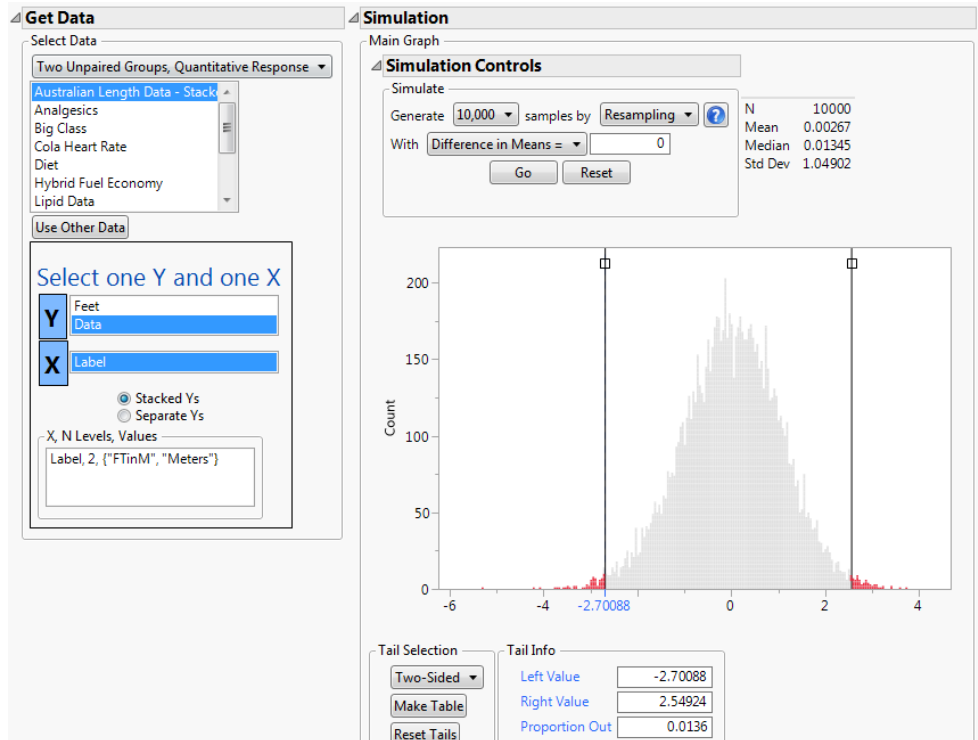 Get Data
Select Data
Two Unpaired Groups, Quantitative Response
Australian Length Data - Stack
Analgesics
Big Class
Cola Heart Rate
Diet
Hybrid Fuel Economy
Lipid Data
Use Other Data
Select one Y and one X
Y
Feet
Data
X
Label
Stacked Ys
Separate Ys
X, N Levels, Values
Label, 2, {"FTinM", "Meters"}
Simulation
Main Graph
Simulation Controls
Simulate
Generate 10,000 samples by Resampling ?
With Difference in Means = 0
Go Reset
N 10000
Mean 0.00267
Median 0.01345
Std Dev 1.04902
200
150
100
50
0
Count
-6 -4 -2.70088 0 2 4
Tail Selection
Two-Sided
Make Table
Reset Tails
Tail Info
Left Value -2.70088
Right Value 2.54924
Proportion Out 0.0136